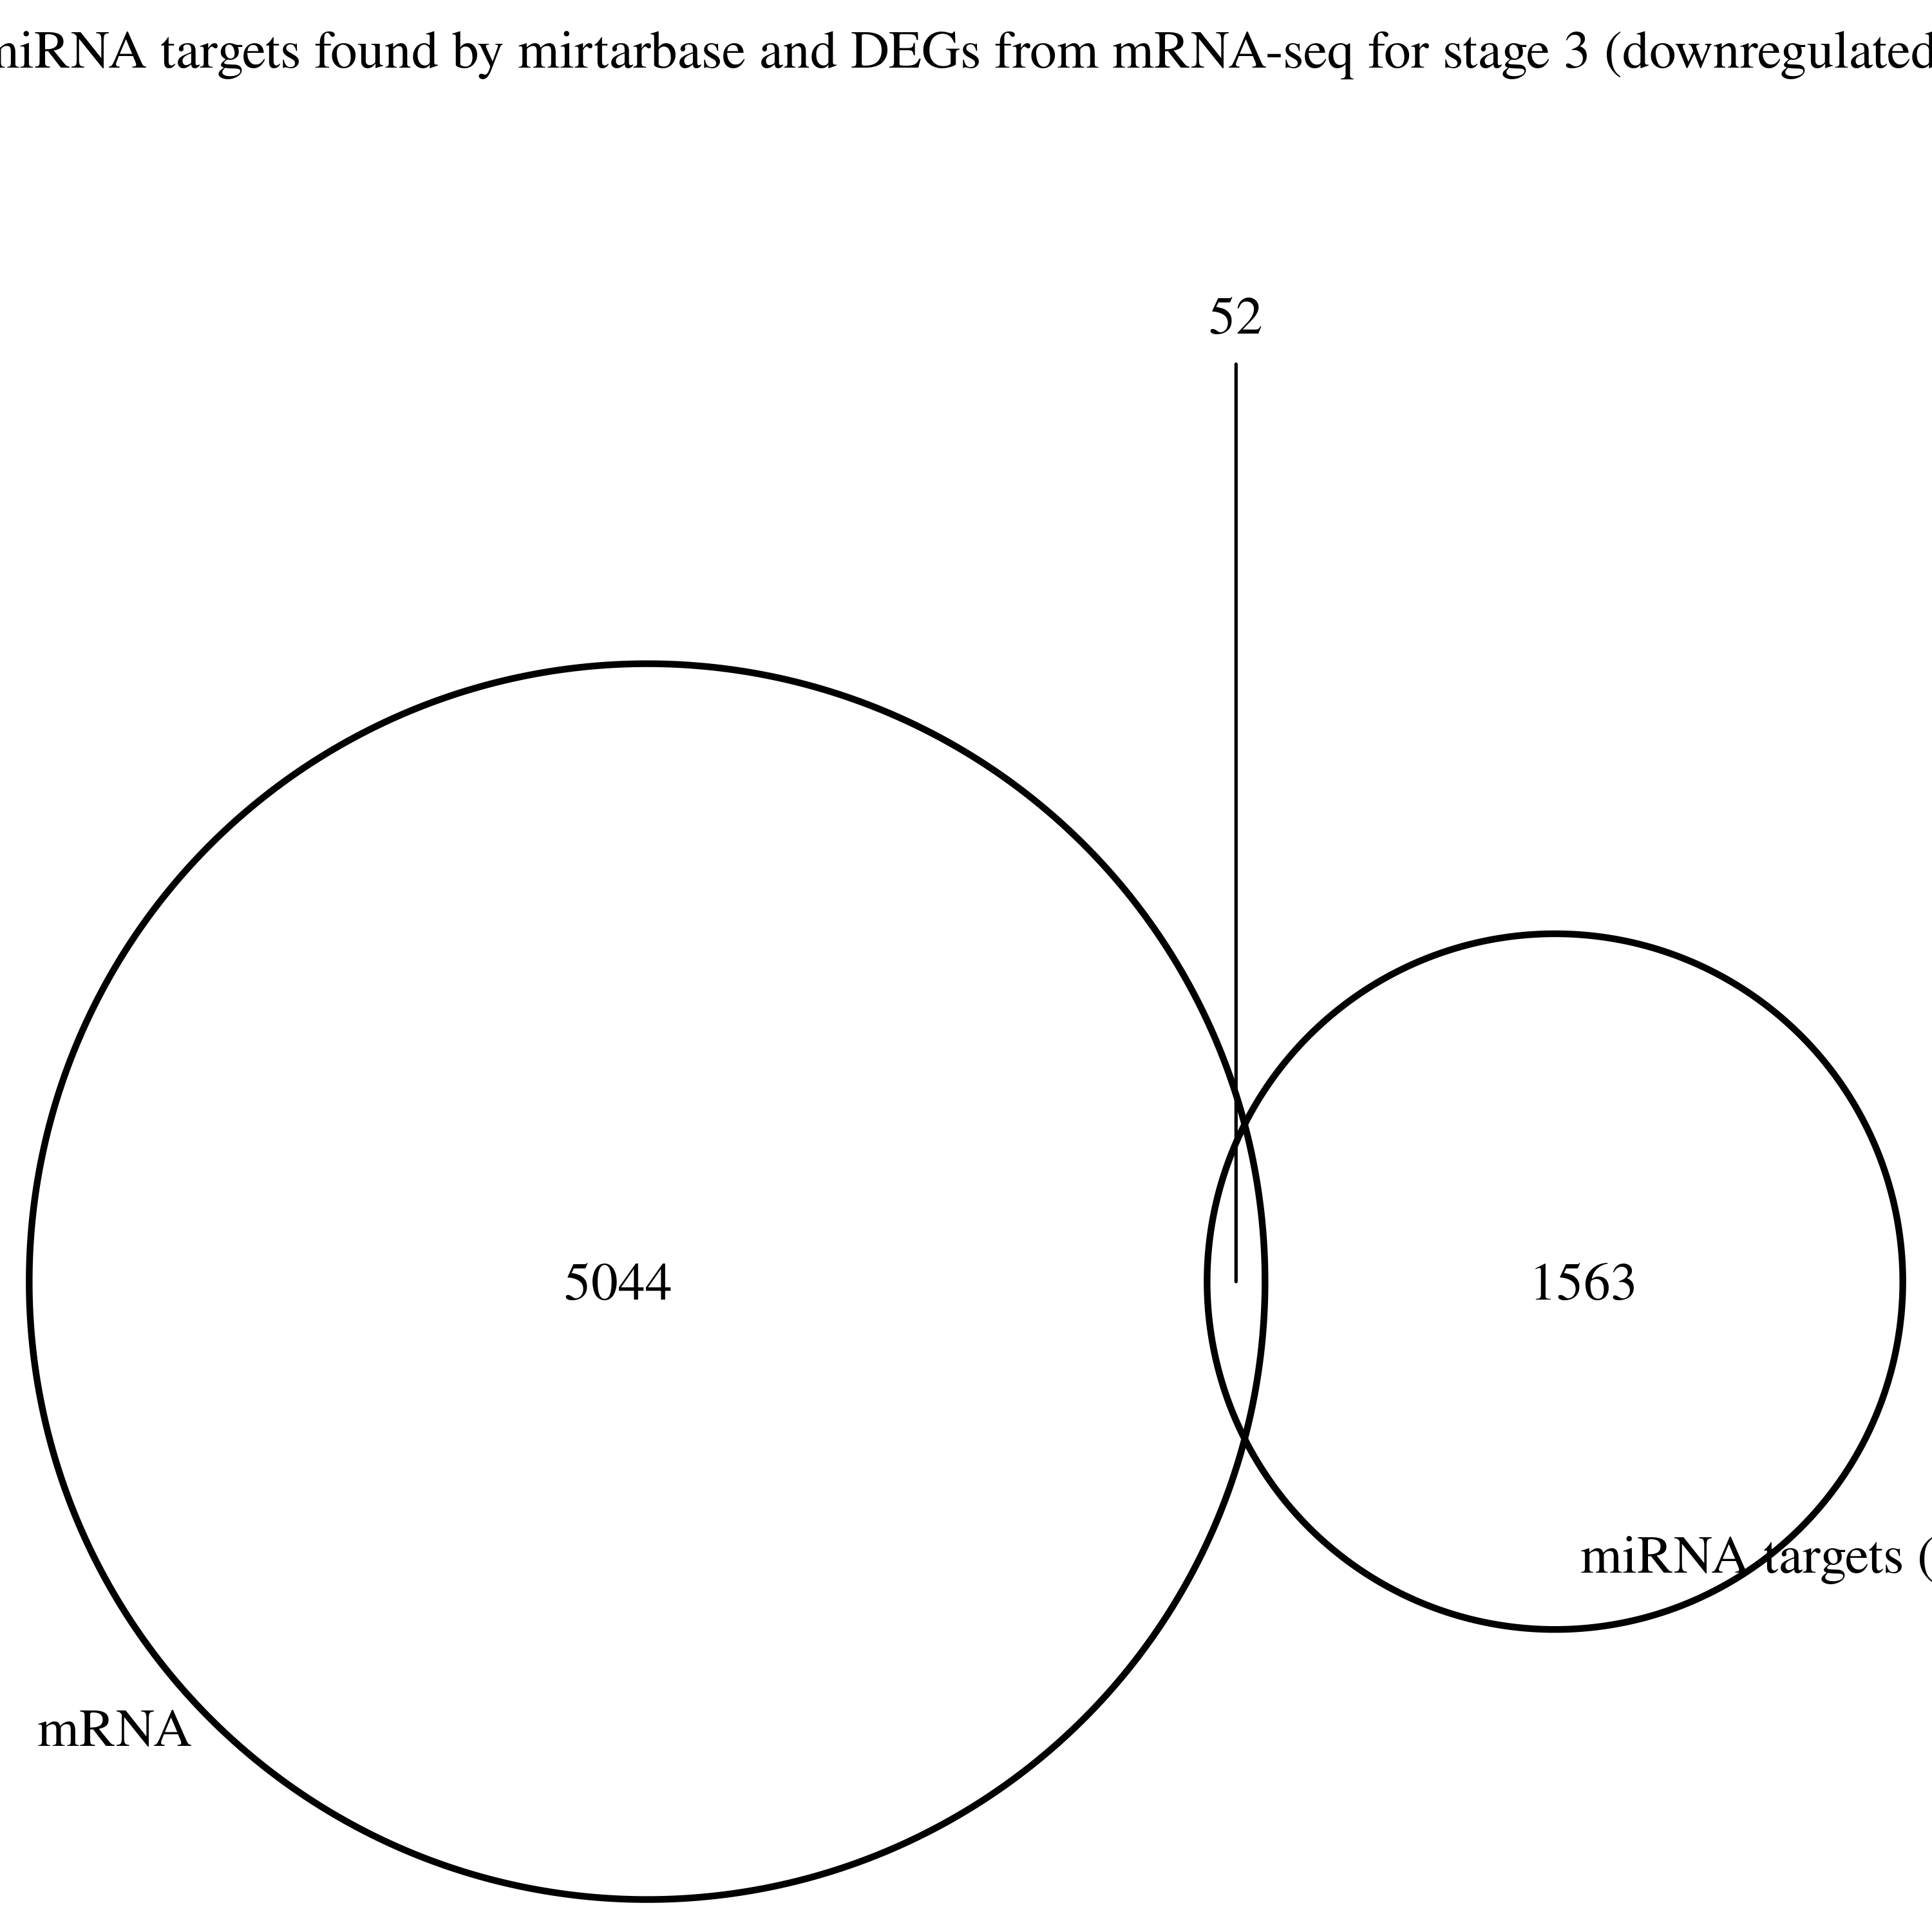 targets found by mirtarbase and DEGs from mRNA-seq for stage 3 (downregulated
52
5044
1563
miRNA targets (
mRNA